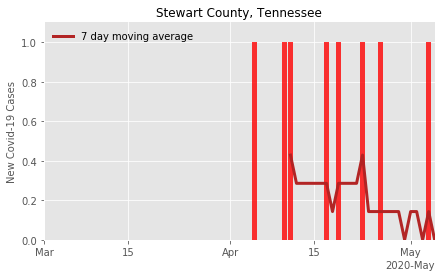 Stewart County, Tennessee
7 day moving average
New Covid-19 Cases
1.0
0.8
0.6
0.4
0.2
0.0
Mar 15 Apr 15 May
2020-May